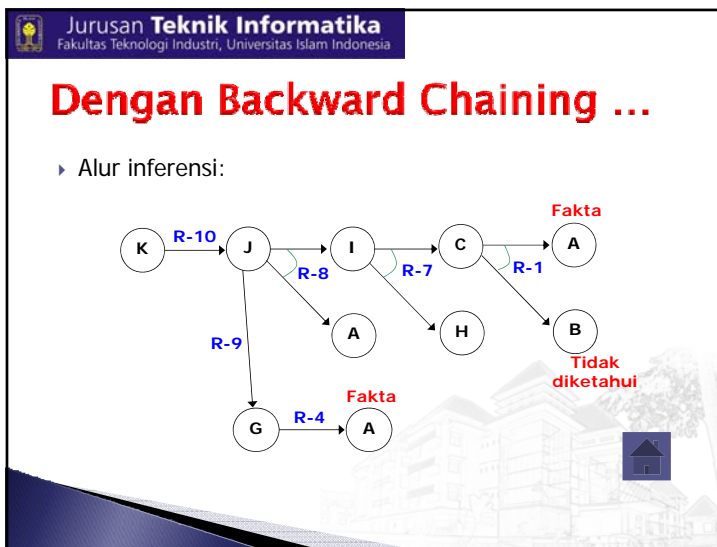 Jurusan Teknik Informatika
Fakultas Teknologi Industri, Universitas Islam Indonesia
Dengan Backward Chaining ...
Alur inferensi:
Fakta
K R-10 J I C A
R-8 R-7 R-1
A H B
R-9
Tidak
diketahui
Fakta
G R-4 A